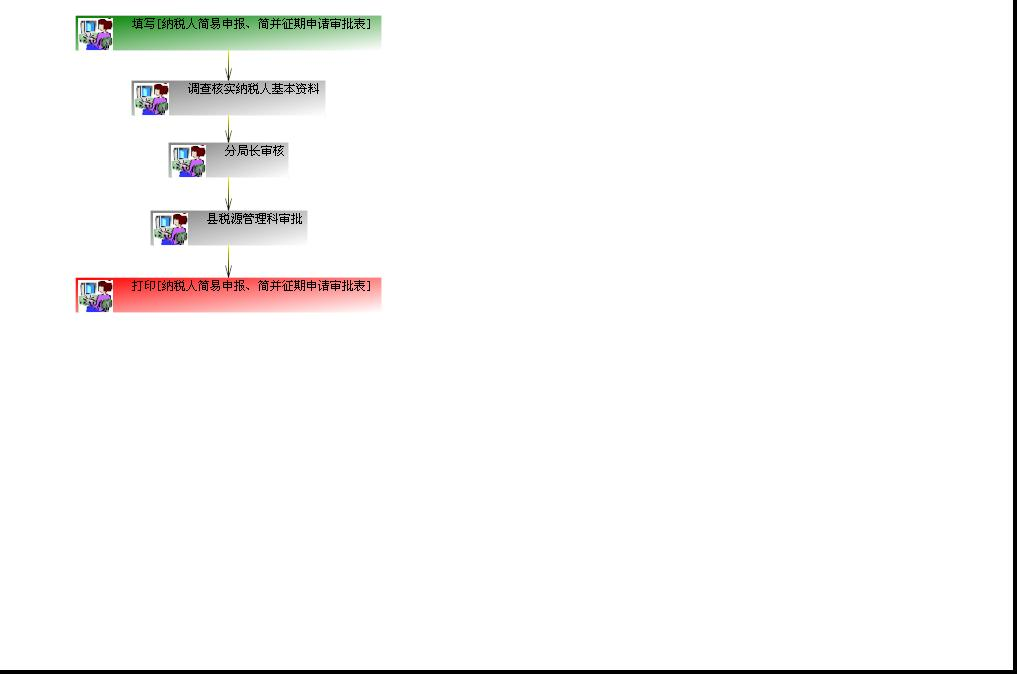 填写[纳税人简易申报、简并征期申请审批表]
调查核实纳税人基本资料
分局长审核
县税源管理科审批
打印[纳税人简易申报、简并征期申请审批表]